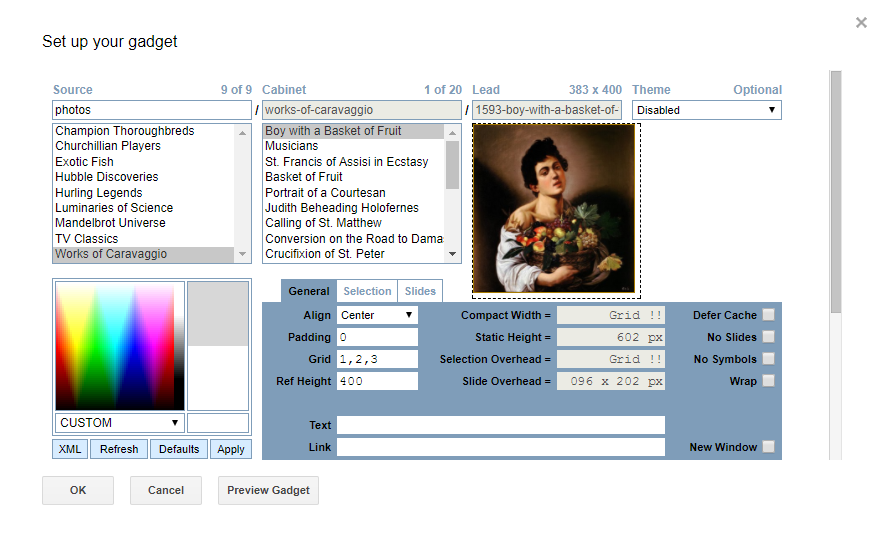 Set up your gadget
Source 9 of 9 Cabinet 1 of 20 Lead 383 x 400 Theme Optional
photos / works-of-caravaggio / 1593-boy-with-a-basket-of- Disabled
Champion Thoroughbreds
Churchillian Players
Exotic Fish
Hubble Discoveries
Hurling Legends
Luminaries of Science
Mandelbrot Universe
TV Classics
Works of Caravaggio
Boy with a Basket of Fruit
Musicians
St. Francis of Assisi in Ecstasy
Basket of Fruit
Portrait of a Courtesan
Judith Beheading Holofernes
Calling of St. Matthew
Conversion on the Road to Dama
Crucifixion of St. Peter
General Selection Slides
Align Center Compact Width = Grid !! Defer Cache
Padding 0 Static Height = 602 px No Slides
Grid 1,2,3 Selection Overhead = Grid !! No Symbols
Ref Height 400 Slide Overhead = 096 x 202 px Wrap
CUSTOM
Text
Link New Window
XML Refresh Defaults Apply
OK Cancel Preview Gadget